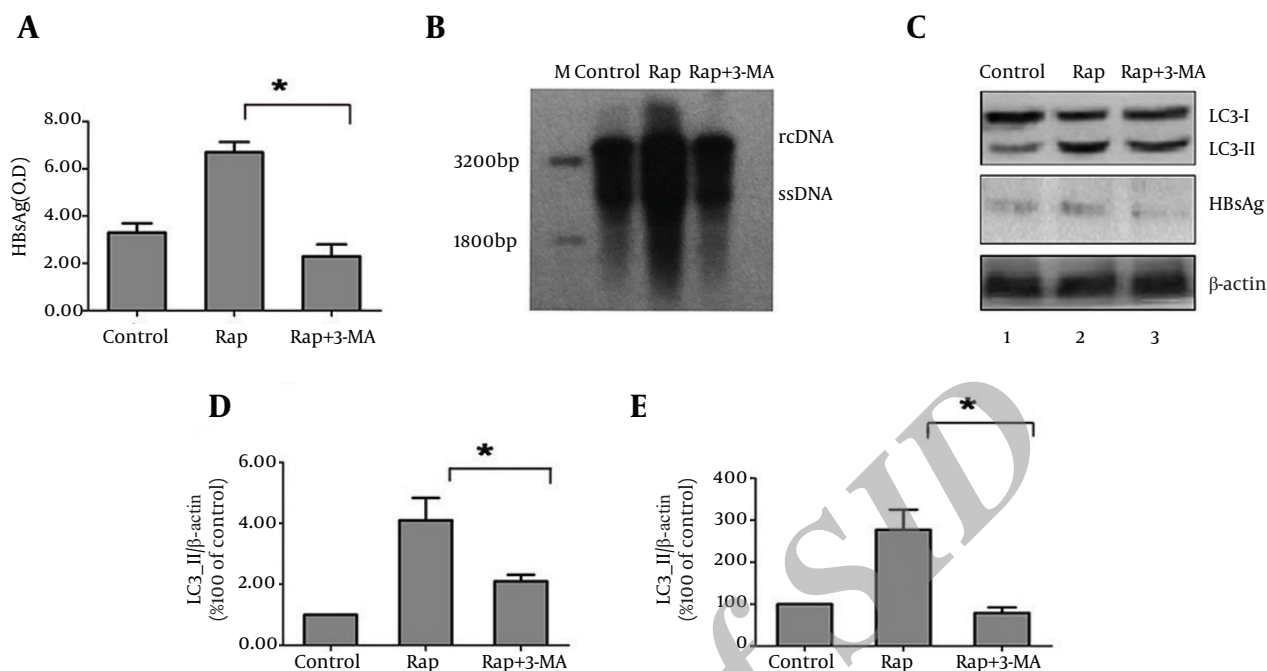 A
*
HBsAg(O.D)
8.00
6.00
4.00
2.00
0.00
Control Rap Rap+3-MA
B
M Control Rap Rap+3-MA
3200bp
1800bp
rcDNA
ssDNA
C
Control Rap Rap+3-MA
LC3-I
LC3-II
HBsAg
β-actin
1 2 3
D
*
LC3_II/β-actin
(%100 of control)
6.00
4.00
2.00
0.00
Control Rap Rap+3-MA
E
*
LC3_II/β-actin
(%100 of control)
400
300
200
100
0
Control Rap Rap+3-MA
f SID